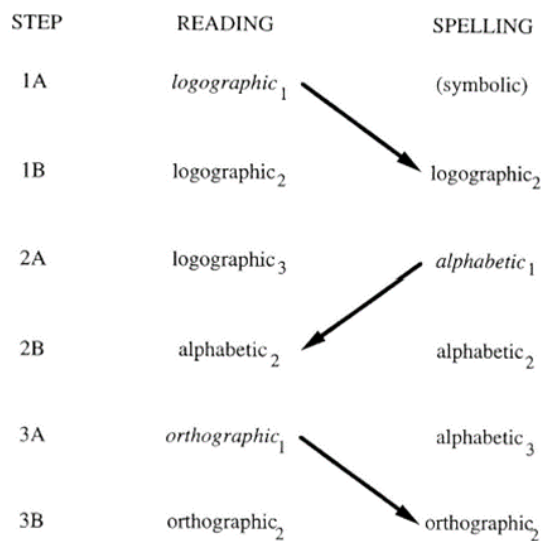 STEP READING SPELLING
1A logographic₁ (symbolic)
1B logographic₂ logographic₂
2A logographic₃ alphabetic₁
2B alphabetic₂ alphabetic₂
3A orthographic₁ alphabetic₃
3B orthographic₂ orthographic₂